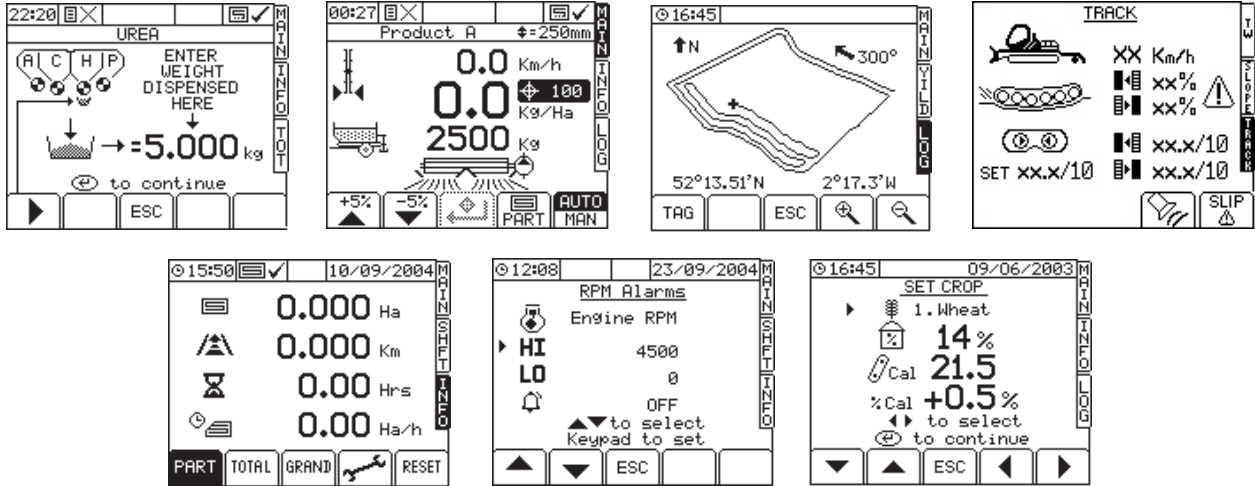 22:20
UREA
A C H P
ENTER
WEIGHT
DISPENSED
HERE
=5.000 kg
to continue
ESC
MAIN
INFO
TOT
00:27
Product A =250mm
0.0 Km/h
100
0.0 Kg/Ha
2500 Kg
+5% -5% PART AUTO
MAN
MAIN
INFO
LOG
16:45
N 300°
52°13.51'N 2°17.3'W
TAG ESC
MAIN
YIELD
LOG
TRACK
XX Km/h
xx%
xx%
xx.x/10
SET xx.x/10 xx.x/10
SLIP
TW
SLOPE
TRACK
15:50 10/09/2004
0.000 Ha
0.000 Km
0.00 Hrs
0.00 Ha/h
PART TOTAL GRAND RESET
MAIN
SHFT
INFO
12:08 23/09/2004
RPM Alarms
Engine RPM
HI 4500
LO 0
OFF
to select
Keypad to set
ESC
MAIN
SHFT
INFO
16:45 09/06/2003
SET CROP
1.Wheat
% 14%
Cal 21.5
%Cal +0.5%
to select
to continue
ESC
MAIN
INFO
LOG